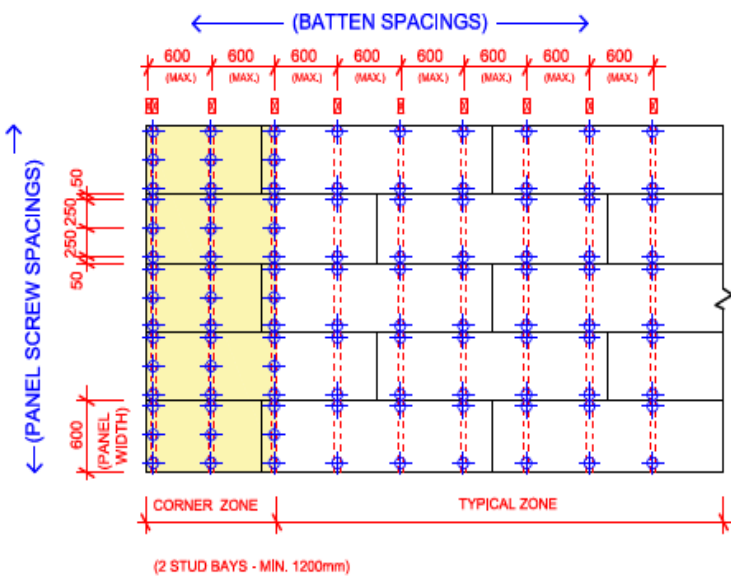 (BATTEN SPACINGS)
600 600 600 600 600 600 600 600
(MAX.) (MAX.) (MAX.) (MAX.) (MAX.) (MAX.) (MAX.) (MAX.)
(PANEL SCREW SPACINGS)
50
250
250
50
600
(PANEL
WIDTH)
CORNER ZONE TYPICAL ZONE
(2 STUD BAYS - MIN. 1200mm)